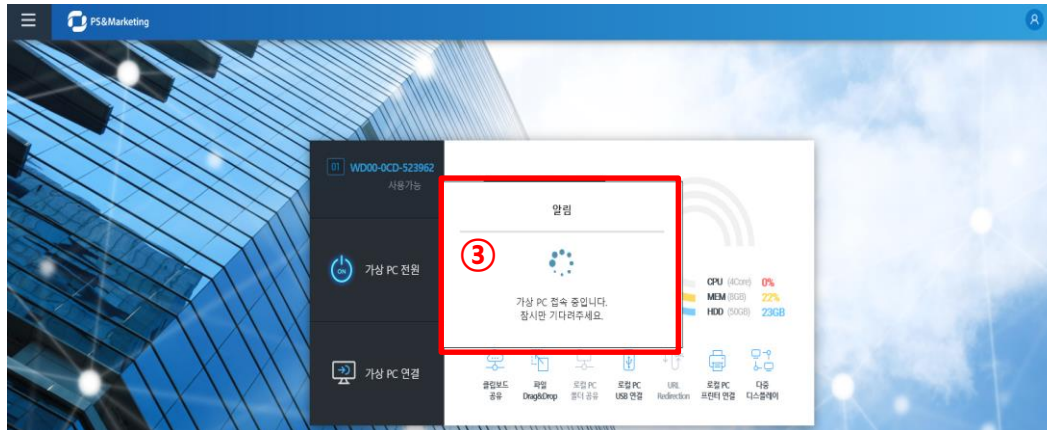 PS&Marketing
01 WD00-0CD-523962
사용가능
가상 PC 전원
ON
가상 PC 연결
알림
③
가상 PC 접속 중입니다.
잠시만 기다려주세요.
CPU (4Core) 0%
MEM (8GB) 22%
HDD (50GB) 23GB
클립보드 공유
파일 Drag&Drop
로컬 PC 폴더 공유
로컬 PC USB 연결
URL Redirection
로컬 PC 프린터 연결
다중 디스플레이